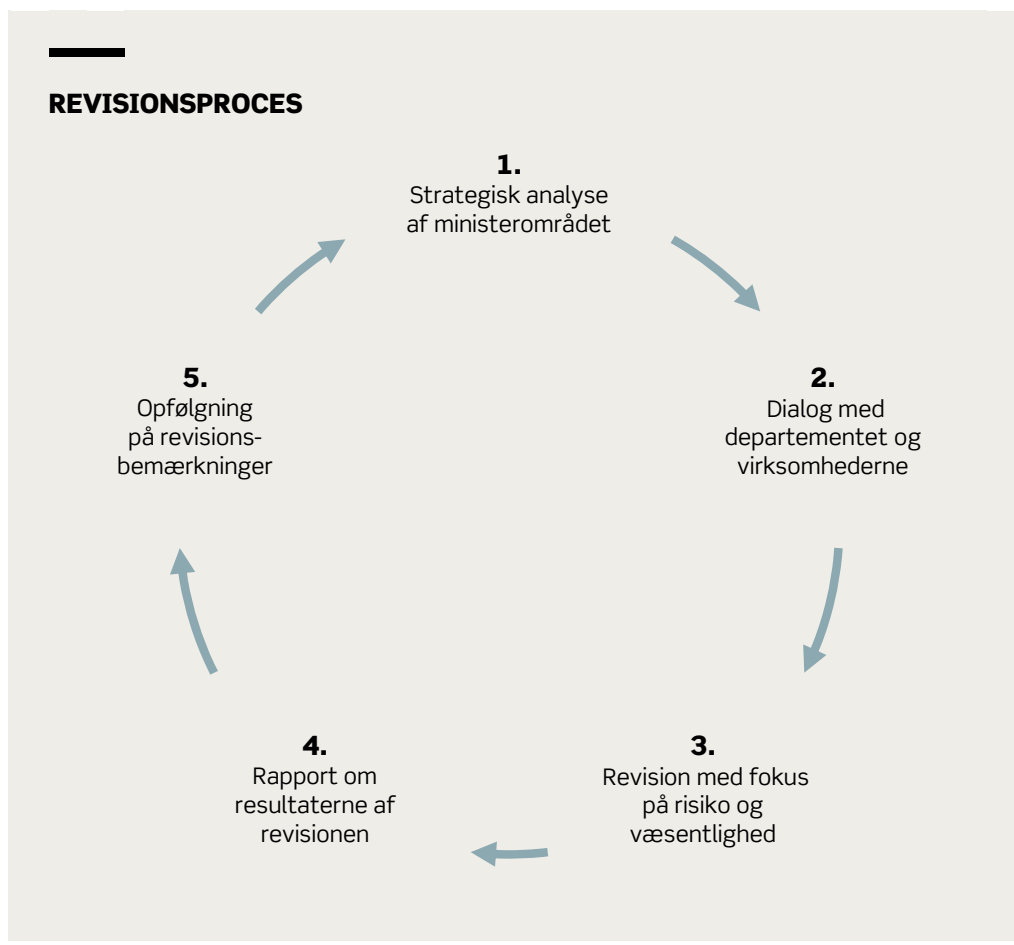 REVISIONSPROCES
1.
Strategisk analyse
af ministerområdet
2.
Dialog med
departementet og
virksomhederne
3.
Revision med fokus
på risiko og
væsentlighed
4.
Rapport om
resultaterne af
revisionen
5.
Opfølgning
på revisions-
bemærkninger